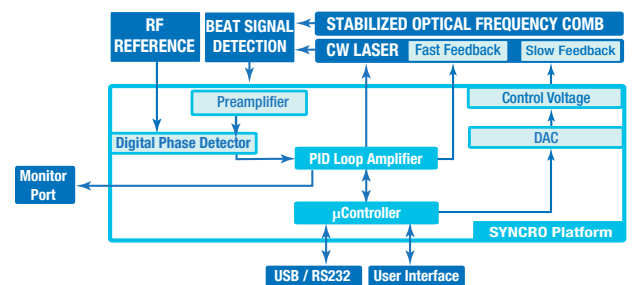 RF
REFERENCE
BEAT SIGNAL
DETECTION
STABILIZED OPTICAL FREQUENCY COMB
CW LASER
Fast Feedback
Slow Feedback
Preamplifier
Control Voltage
Digital Phase Detector
DAC
PID Loop Amplifier
Monitor
Port
µController
SYNCRO Platform
USB / RS232
User Interface